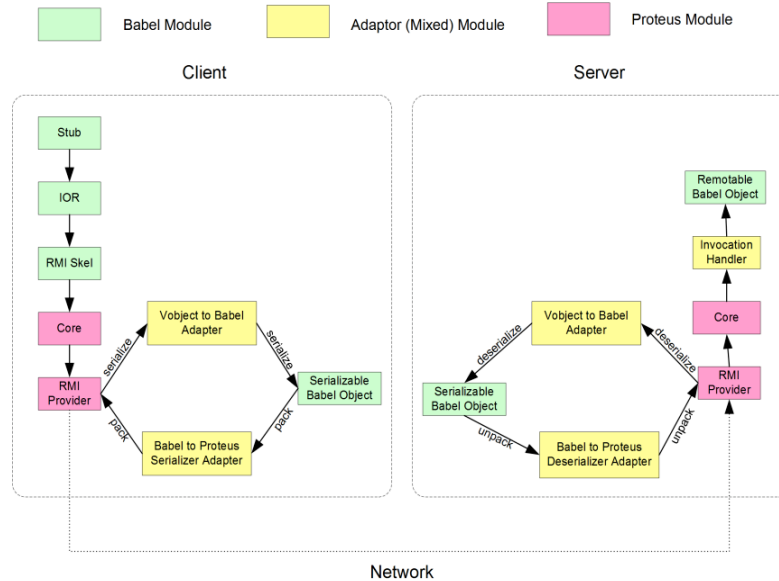 Babel Module
Adaptor (Mixed) Module
Proteus Module
Client
Server
Stub
IOR
RMI Skel
Core
RMI
Provider
serialize
Vobject to Babel
Adapter
serialize
Serializable
Babel Object
pack
Babel to Proteus
Serializer Adapter
pack
Remotable
Babel Object
Invocation
Handler
Core
RMI
Provider
deserialize
Vobject to Babel
Adapter
deserialize
Serializable
Babel Object
unpack
Babel to Proteus
Deserializer Adapter
unpack
Network